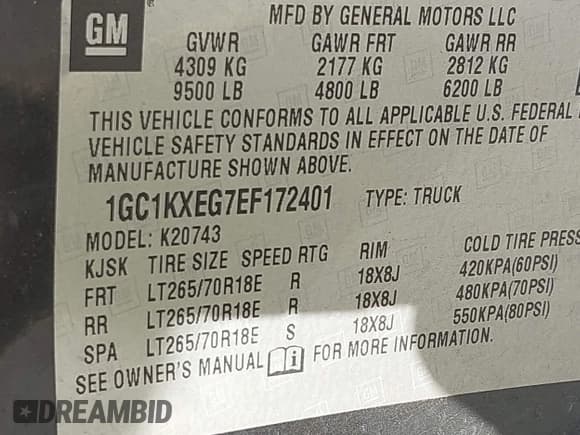 MFD BY GENERAL MOTORS LLC
GM
GVWR GAWR FRT GAWR RR
4309 KG 2177 KG 2812 KG
9500 LB 4800 LB 6200 LB
THIS VEHICLE CONFORMS TO ALL APPLICABLE U.S. FEDERAL
VEHICLE SAFETY STANDARDS IN EFFECT ON THE DATE OF
MANUFACTURE SHOWN ABOVE.
1GC1KXEG7EF172401 TYPE: TRUCK
MODEL: K20743
KJSK TIRE SIZE SPEED RTG RIM COLD TIRE PRESS
FRT LT265/70R18E R 18X8J 420KPA(60PSI)
RR LT265/70R18E R 18X8J 480KPA(70PSI)
SPA LT265/70R18E S 18X8J 550KPA(80PSI)
SEE OWNER'S MANUAL i FOR MORE INFORMATION.
DREAMBID